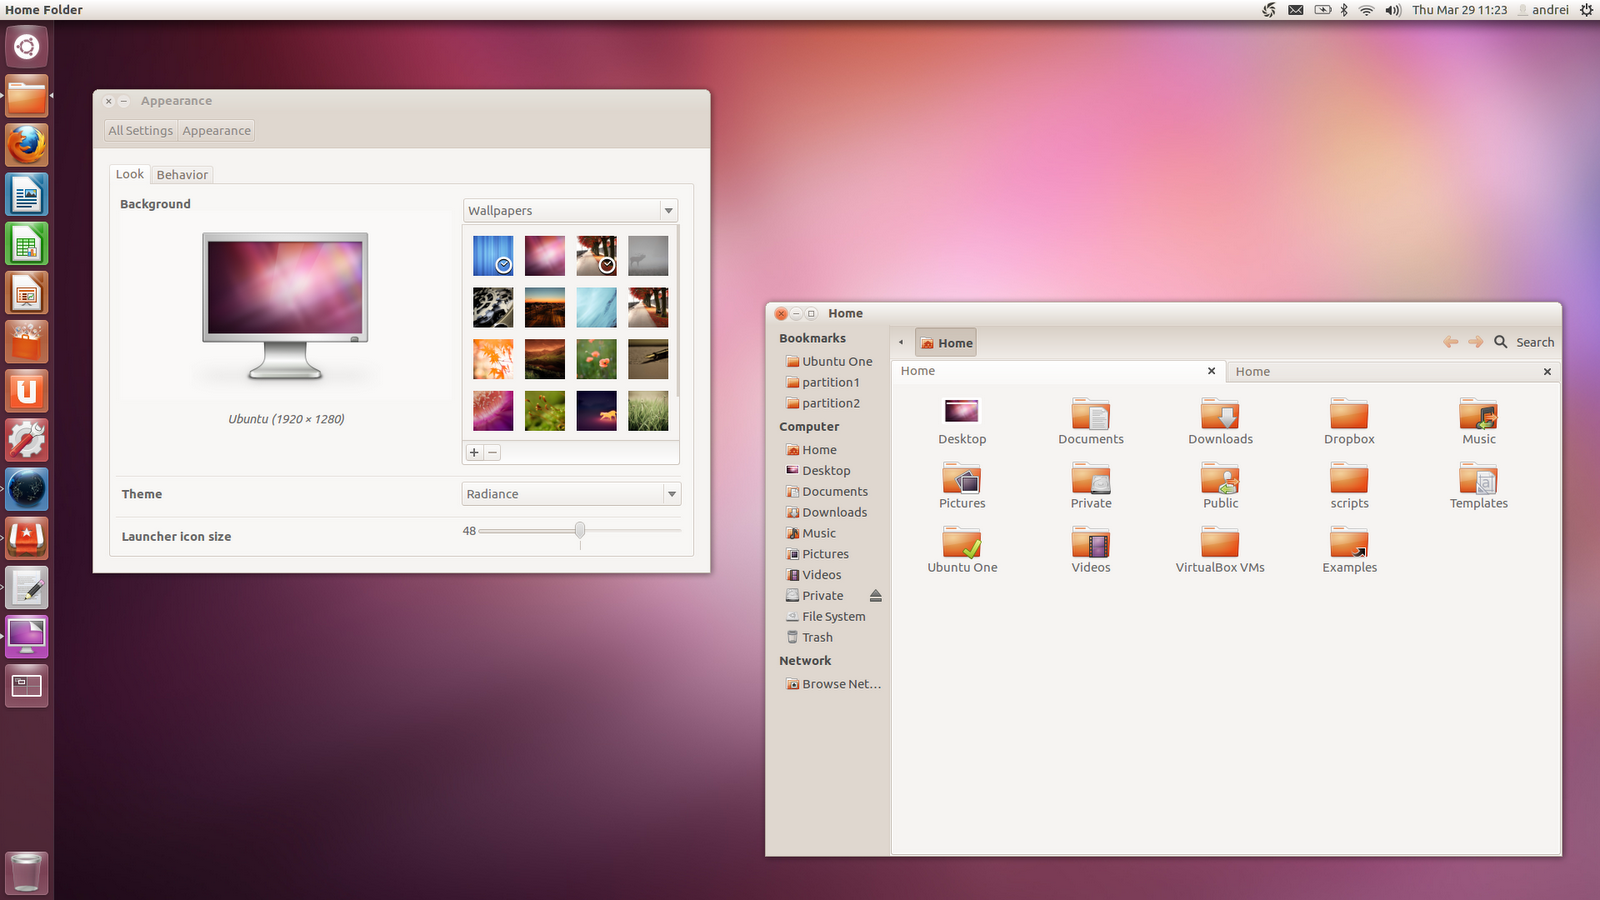 Home Folder
Thu Mar 29 11:23
andrei
Appearance
All Settings Appearance
Look Behavior
Background
Wallpapers
Ubuntu (1920 × 1280)
Theme
Radiance
Launcher icon size
48
Home
Bookmarks
Ubuntu One
partition1
partition2
Computer
Home
Desktop
Documents
Downloads
Music
Pictures
Videos
Private
File System
Trash
Network
Browse Net...
Home
Search
Home Home
Desktop Documents Downloads Dropbox Music
Pictures Private Public scripts Templates
Ubuntu One Videos VirtualBox VMs Examples